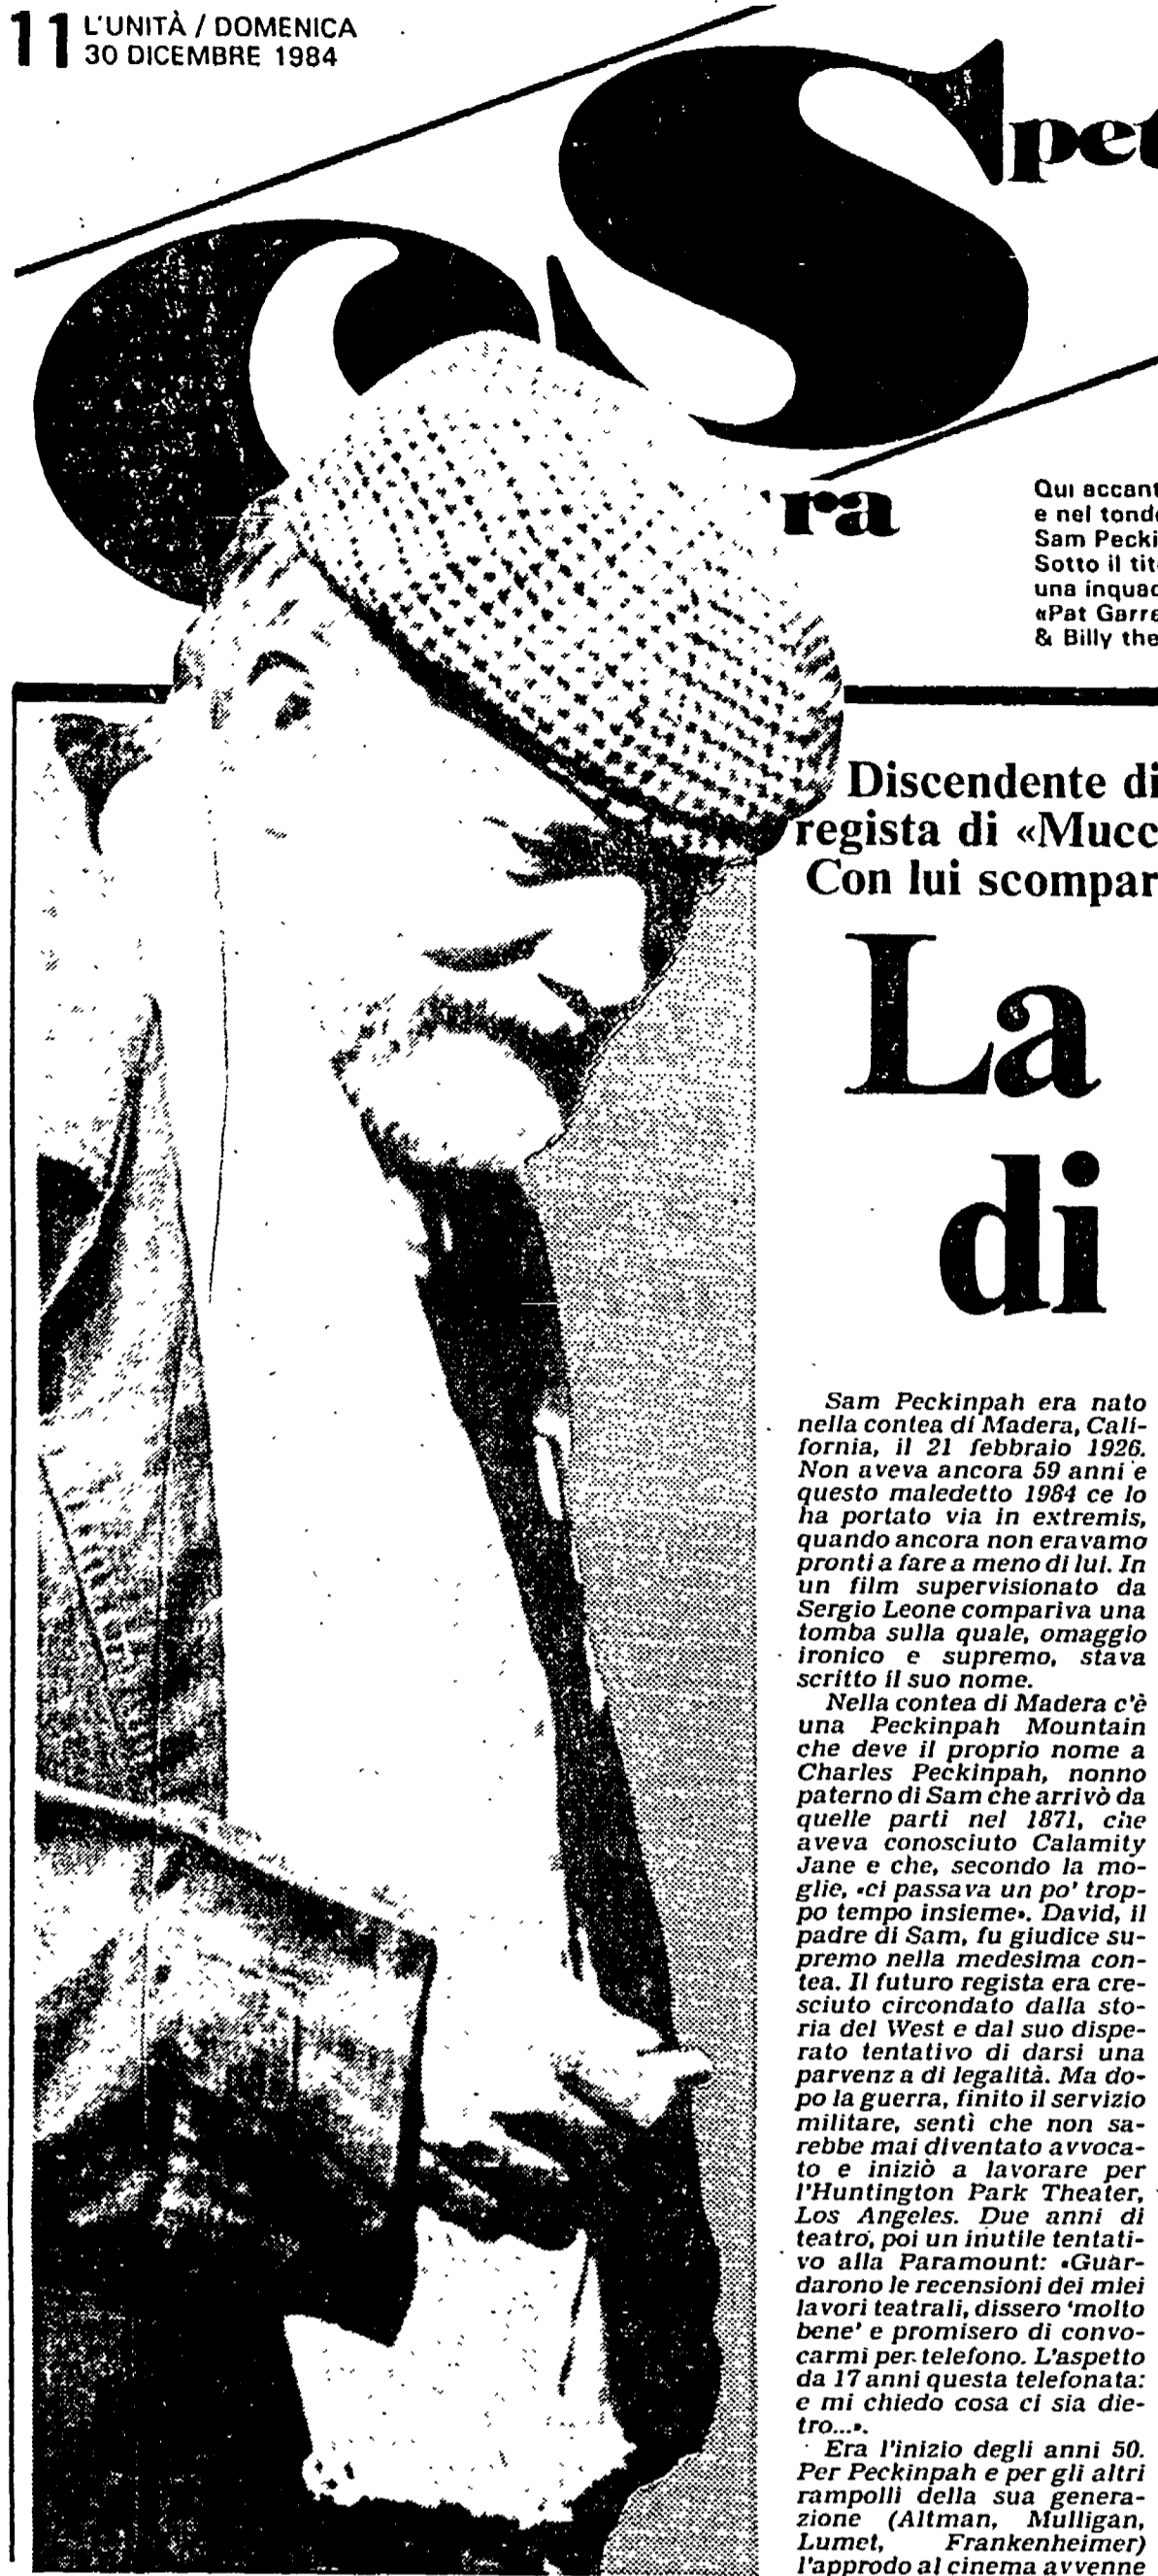 11
L'UNITÀ / DOMENICA
30 DICEMBRE 1984
Spet
ra
Qui accant
e nel tond
Sam Pecki
Sotto il tit
una inquad
«Pat Garre
& Billy the
Discendente di
regista di «Mucc
Con lui scompar
La
di
Sam Peckinpah era nato
nella contea di Madera, Cali-
fornia, il 21 febbraio 1926.
Non aveva ancora 59 anni e
questo maledetto 1984 ce lo
ha portato via in extremis,
quando ancora non eravamo
pronti a fare a meno di lui. In
un film supervisionato da
Sergio Leone compariva una
tomba sulla quale, omaggio
ironico e supremo, stava
scritto il suo nome.
Nella contea di Madera c'è
una Peckinpah Mountain
che deve il proprio nome a
Charles Peckinpah, nonno
paterno di Sam che arrivò da
quelle parti nel 1871, che
aveva conosciuto Calamity
Jane e che, secondo la mo-
glie, «ci passava un po' trop-
po tempo insieme». David, il
padre di Sam, fu giudice su-
premo nella medesima con-
tea. Il futuro regista era cre-
sciuto circondato dalla sto-
ria del West e dal suo dispe-
rato tentativo di darsi una
parvenza di legalità. Ma do-
po la guerra, finito il servizio
militare, sentì che non sa-
rebbe mai diventato avvoca-
to e iniziò a lavorare per
l'Huntington Park Theater,
Los Angeles. Due anni di
teatro, poi un inutile tentati-
vo alla Paramount: «Guar-
darono le recensioni dei miei
lavori teatrali, dissero 'molto
bene' e promisero di convo-
carmi per telefono. L'aspetto
da 17 anni questa telefonata:
e mi chiedo cosa ci sia die-
tro...».
Era l'inizio degli anni 50.
Per Peckinpah e per gli altri
rampolli della sua genera-
zione (Altman, Mulligan,
Lumet, Frankenheimer)
l'approdo al cinema avvenne